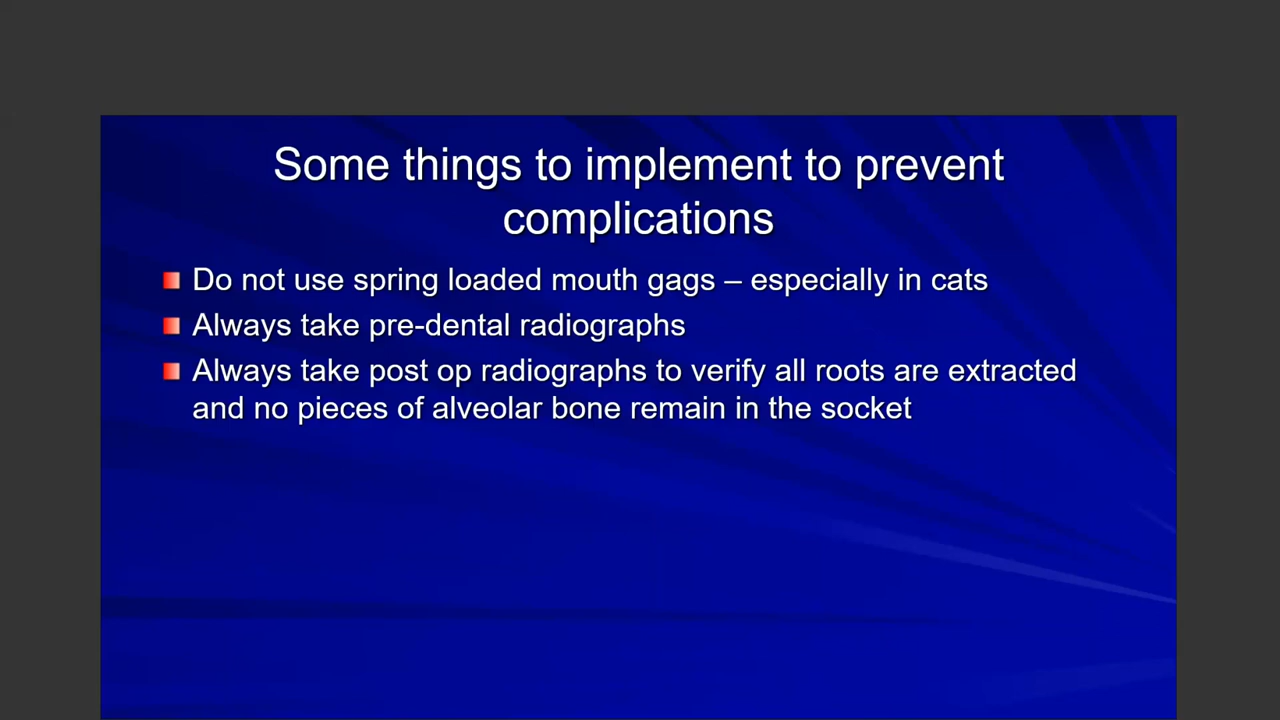 Some things to implement to prevent
complications
Do not use spring loaded mouth gags – especially in cats
Always take pre-dental radiographs
Always take post op radiographs to verify all roots are extracted
and no pieces of alveolar bone remain in the socket